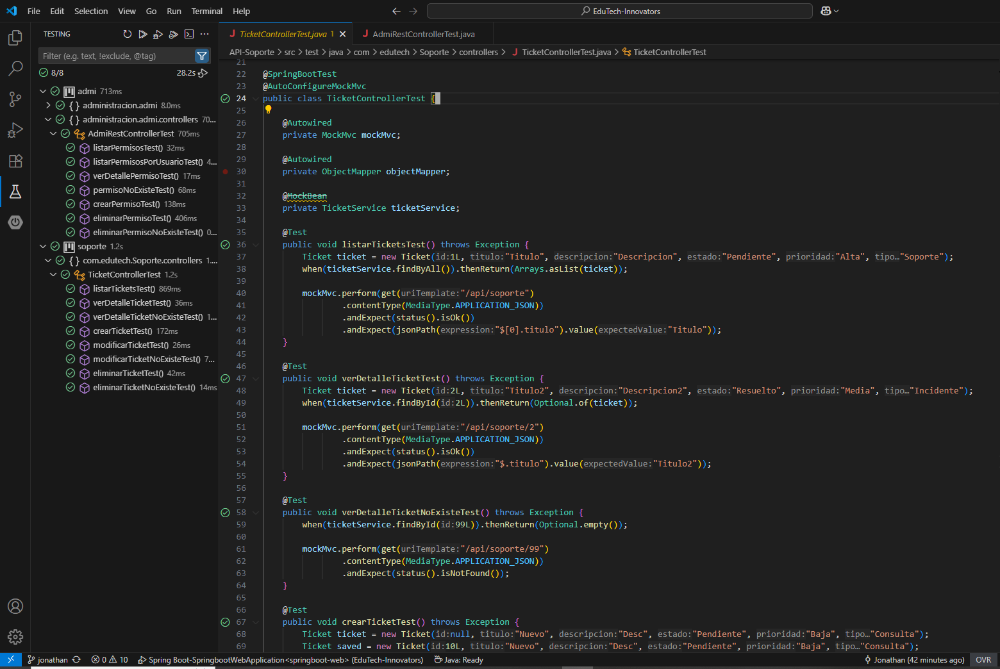 File Edit Selection View Go Run Terminal Help
EduTech-Innovators
TESTING
Filter (e.g. text, !exclude, @tag)
8/8 28.2s
admi 713ms
administracion.admi 8.0ms
administracion.admi.controllers 70...
AdmiRestControllerTest 705ms
listarPermisosTest() 32ms
listarPermisosPorUsuarioTest() 4...
verDetallePermisoTest() 17ms
permisoNoExisteTest() 68ms
crearPermisoTest() 138ms
eliminarPermisoTest() 406ms
eliminarPermisoNoExisteTest() 0...
soporte 1.2s
com.edutech.Soporte.controllers 1....
TicketControllerTest 1.2s
listarTicketsTest() 869ms
verDetalleTicketTest() 36ms
verDetalleTicketNoExisteTest() 1...
crearTicketTest() 172ms
modificarTicketTest() 26ms
modificarTicketNoExisteTest() 7...
eliminarTicketTest() 42ms
eliminarTicketNoExisteTest() 14ms
TicketControllerTest.java 1
AdmiRestControllerTest.java
API-Soporte > src > test > java > com > edutech > Soporte > controllers > TicketControllerTest.java > TicketControllerTest
21
22 @SpringBootTest
23 @AutoConfigureMockMvc
24 public class TicketControllerTest {
25
26 @Autowired
27 private MockMvc mockMvc;
28
29 @Autowired
30 private ObjectMapper objectMapper;
31
32 @MockBean
33 private TicketService ticketService;
34
35 @Test
36 public void listarTicketsTest() throws Exception {
37 Ticket ticket = new Ticket(id:1L, titulo:"Titulo", descripcion:"Descripcion", estado:"Pendiente", prioridad:"Alta", tipo…"Soporte");
38 when(ticketService.findByAll()).thenReturn(Arrays.asList(ticket));
39
40 mockMvc.perform(get(uriTemplate:"/api/soporte")
41 .contentType(MediaType.APPLICATION_JSON))
42 .andExpect(status().isOk())
43 .andExpect(jsonPath(expression:"$[0].titulo").value(expectedValue:"Titulo"));
44 }
45
46 @Test
47 public void verDetalleTicketTest() throws Exception {
48 Ticket ticket = new Ticket(id:2L, titulo:"Titulo2", descripcion:"Descripcion2", estado:"Resuelto", prioridad:"Media", tipo…"Incidente");
49 when(ticketService.findById(id:2L)).thenReturn(Optional.of(ticket));
50
51 mockMvc.perform(get(uriTemplate:"/api/soporte/2")
52 .contentType(MediaType.APPLICATION_JSON))
53 .andExpect(status().isOk())
54 .andExpect(jsonPath(expression:"$.titulo").value(expectedValue:"Titulo2"));
55 }
56
57 @Test
58 public void verDetalleTicketNoExisteTest() throws Exception {
59 when(ticketService.findById(id:99L)).thenReturn(Optional.empty());
60
61 mockMvc.perform(get(uriTemplate:"/api/soporte/99")
62 .contentType(MediaType.APPLICATION_JSON))
63 .andExpect(status().isNotFound());
64 }
65
66 @Test
67 public void crearTicketTest() throws Exception {
68 Ticket ticket = new Ticket(id:null, titulo:"Nuevo", descripcion:"Desc", estado:"Pendiente", prioridad:"Baja", tipo…"Consulta");
69 Ticket saved = new Ticket(id:10L, titulo:"Nuevo", descripcion:"Desc", estado:"Pendiente", prioridad:"Baja", tipo…"Consulta");
jonathan 0 10 Spring Boot-SpringbootWebApplication<springboot-web> (EduTech-Innovators) Java: Ready Jonathan (42 minutes ago) OVR